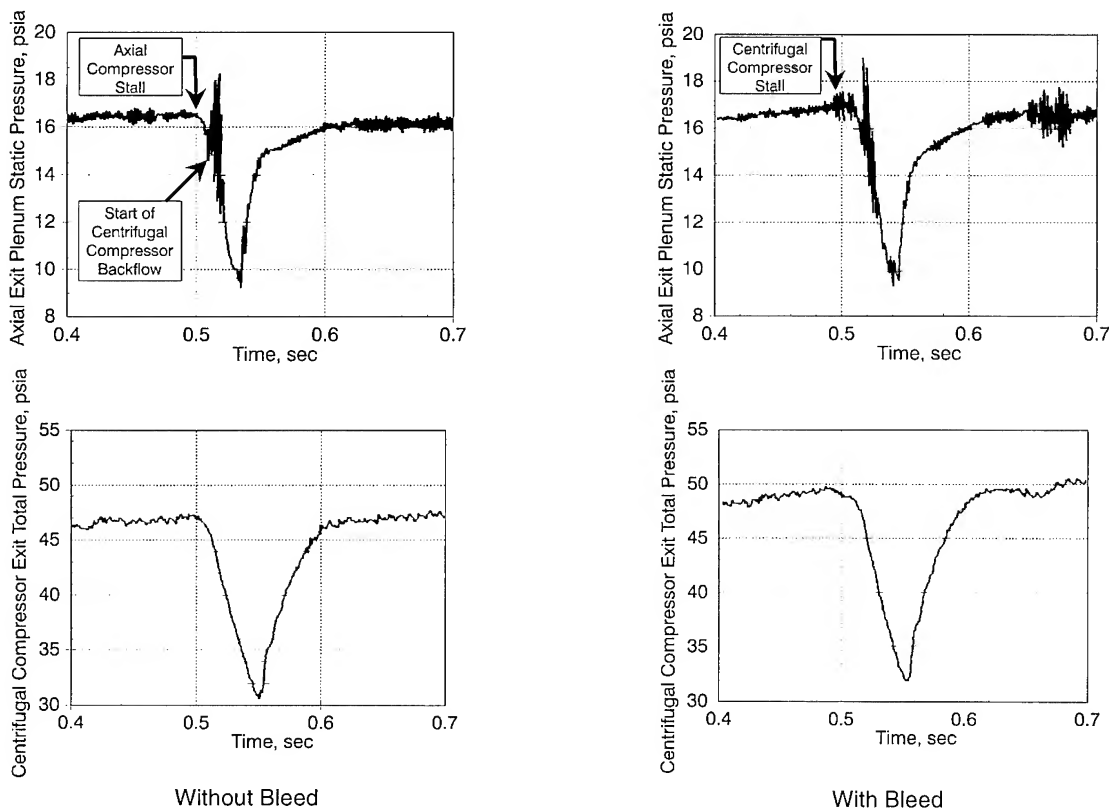 Axial Exit Plenum Static Pressure, psia
20
18
16
14
12
10
8
Axial
Compressor
Stall
Start of
Centrifugal
Compressor
Backflow
0.4
0.5
0.6
0.7
Time, sec
Axial Exit Plenum Static Pressure, psia
20
18
16
14
12
10
8
Centrifugal
Compressor
Stall
0.4
0.5
0.6
0.7
Time, sec
Centrifugal Compressor Exit Total Pressure, psia
55
50
45
40
35
30
0.4
0.5
0.6
0.7
Time, sec
Without Bleed
Centrifugal Compressor Exit Total Pressure, psia
55
50
45
40
35
30
0.4
0.5
0.6
0.7
Time, sec
With Bleed